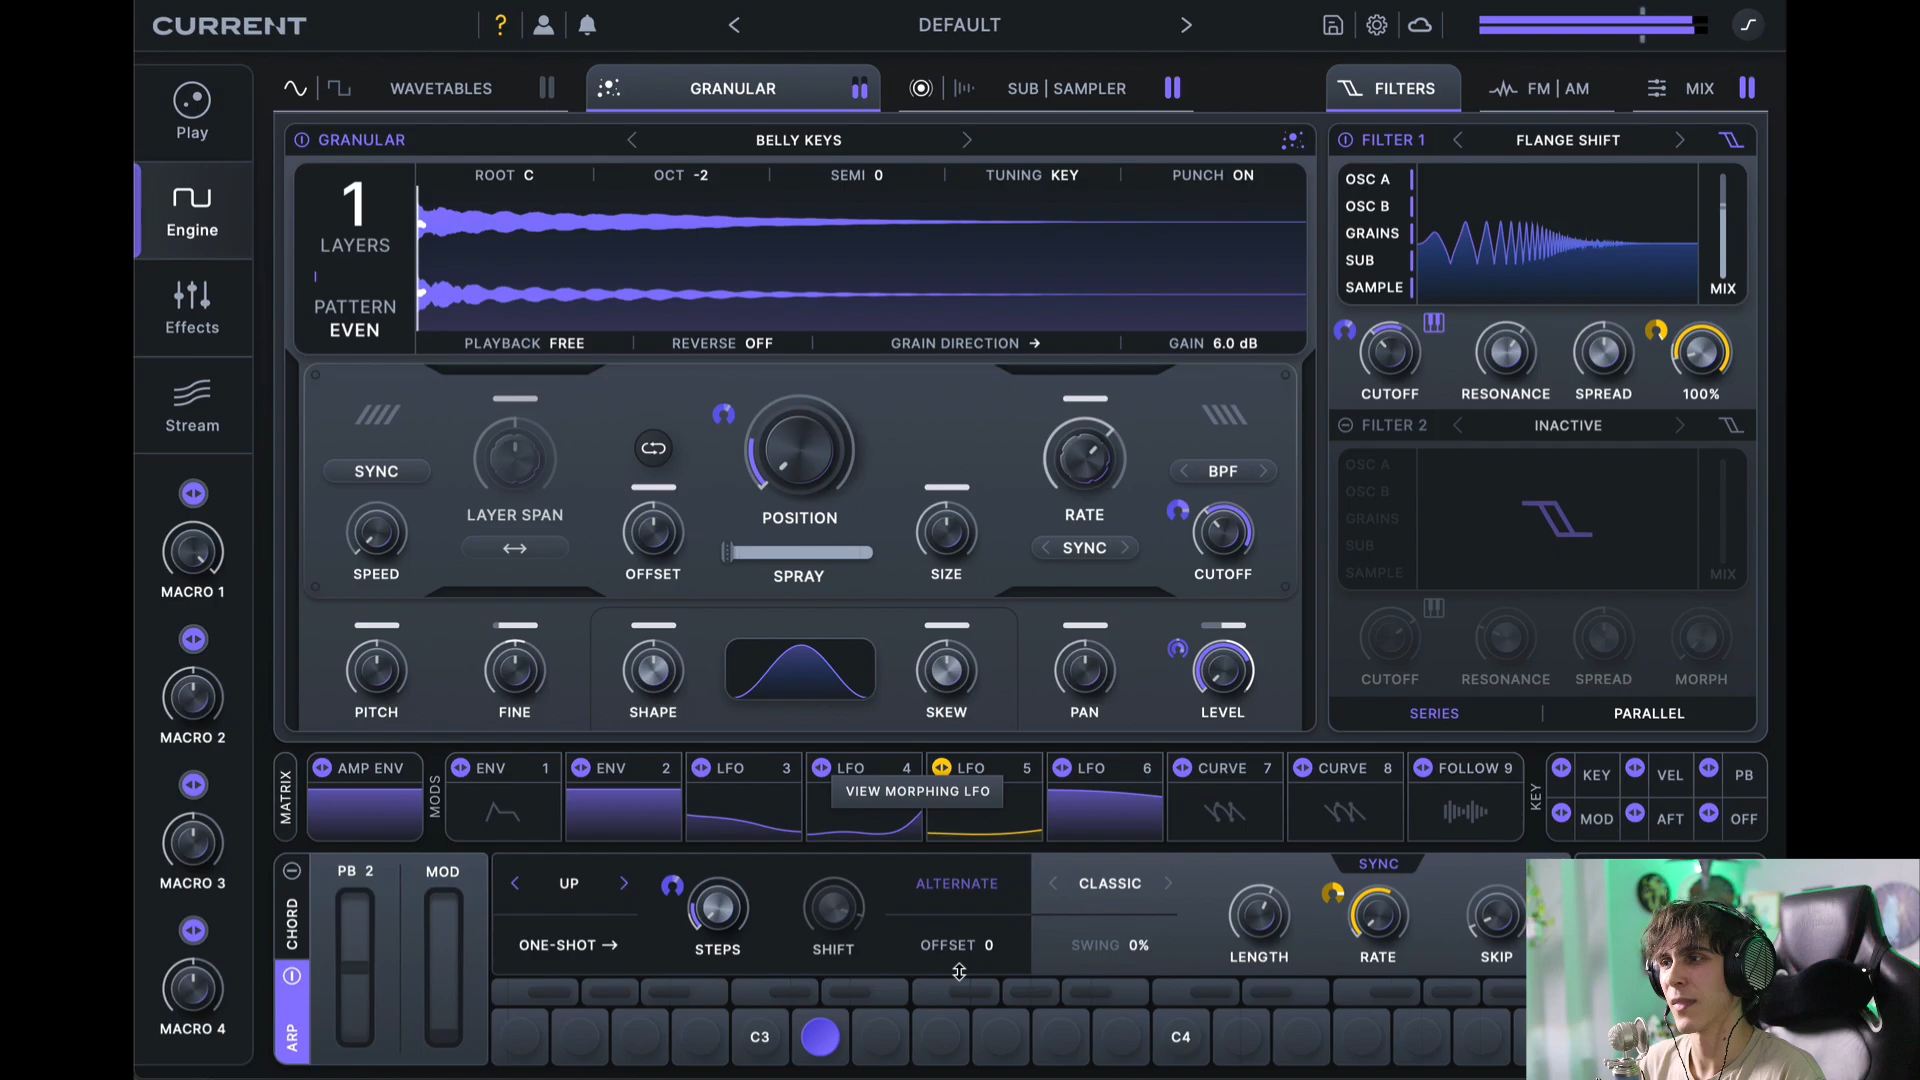 CURRENT
?
DEFAULT
Play
Engine
Effects
Stream
MACRO 1
MACRO 2
MACRO 3
MACRO 4
WAVETABLES
GRANULAR
SUB | SAMPLER
FILTERS
FM | AM
MIX
GRANULAR
BELLY KEYS
1
LAYERS
PATTERN
EVEN
ROOT C
OCT -2
SEMI 0
TUNING KEY
PUNCH ON
PLAYBACK FREE
REVERSE OFF
GRAIN DIRECTION →
GAIN 6.0 dB
SYNC
SPEED
LAYER SPAN
OFFSET
POSITION
SPRAY
SIZE
RATE
SYNC
BPF
CUTOFF
PITCH
FINE
SHAPE
SKEW
PAN
LEVEL
FILTER 1
FLANGE SHIFT
OSC A
OSC B
GRAINS
SUB
SAMPLE
MIX
CUTOFF
RESONANCE
SPREAD
100%
FILTER 2
INACTIVE
OSC A
OSC B
GRAINS
SUB
SAMPLE
MIX
CUTOFF
RESONANCE
SPREAD
MORPH
SERIES
PARALLEL
MATRIX
AMP ENV
MODS
ENV 1
ENV 2
LFO 3
LFO 4
LFO 5
LFO 6
CURVE 7
CURVE 8
FOLLOW 9
VIEW MORPHING LFO
KEY
KEY
VEL
PB
MOD
AFT
OFF
CHORD
ARP
PB 2
MOD
UP
ONE-SHOT →
STEPS
SHIFT
ALTERNATE
OFFSET 0
CLASSIC
SWING 0%
SYNC
LENGTH
RATE
SKIP
C3
C4